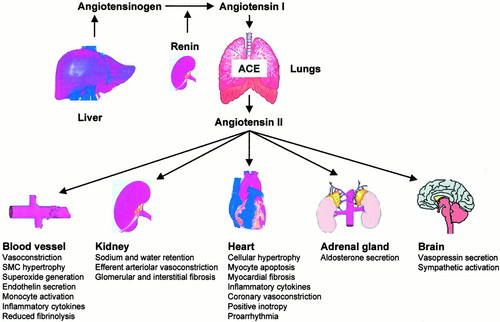 Angiotensinogen
Angiotensin I
Renin
ACE
Lungs
Liver
Angiotensin II
Blood vessel
Vasoconstriction
SMC hypertrophy
Superoxide generation
Endothelin secretion
Monocyte activation
Inflammatory cytokines
Reduced fibrinolysis
Kidney
Sodium and water retention
Efferent arteriolar vasoconstriction
Glomerular and interstitial fibrosis
Heart
Cellular hypertrophy
Myocyte apoptosis
Myocardial fibrosis
Inflammatory cytokines
Coronary vasoconstriction
Positive inotropy
Proarrhythmia
Adrenal gland
Aldosterone secretion
Brain
Vasopressin secretion
Sympathetic activation